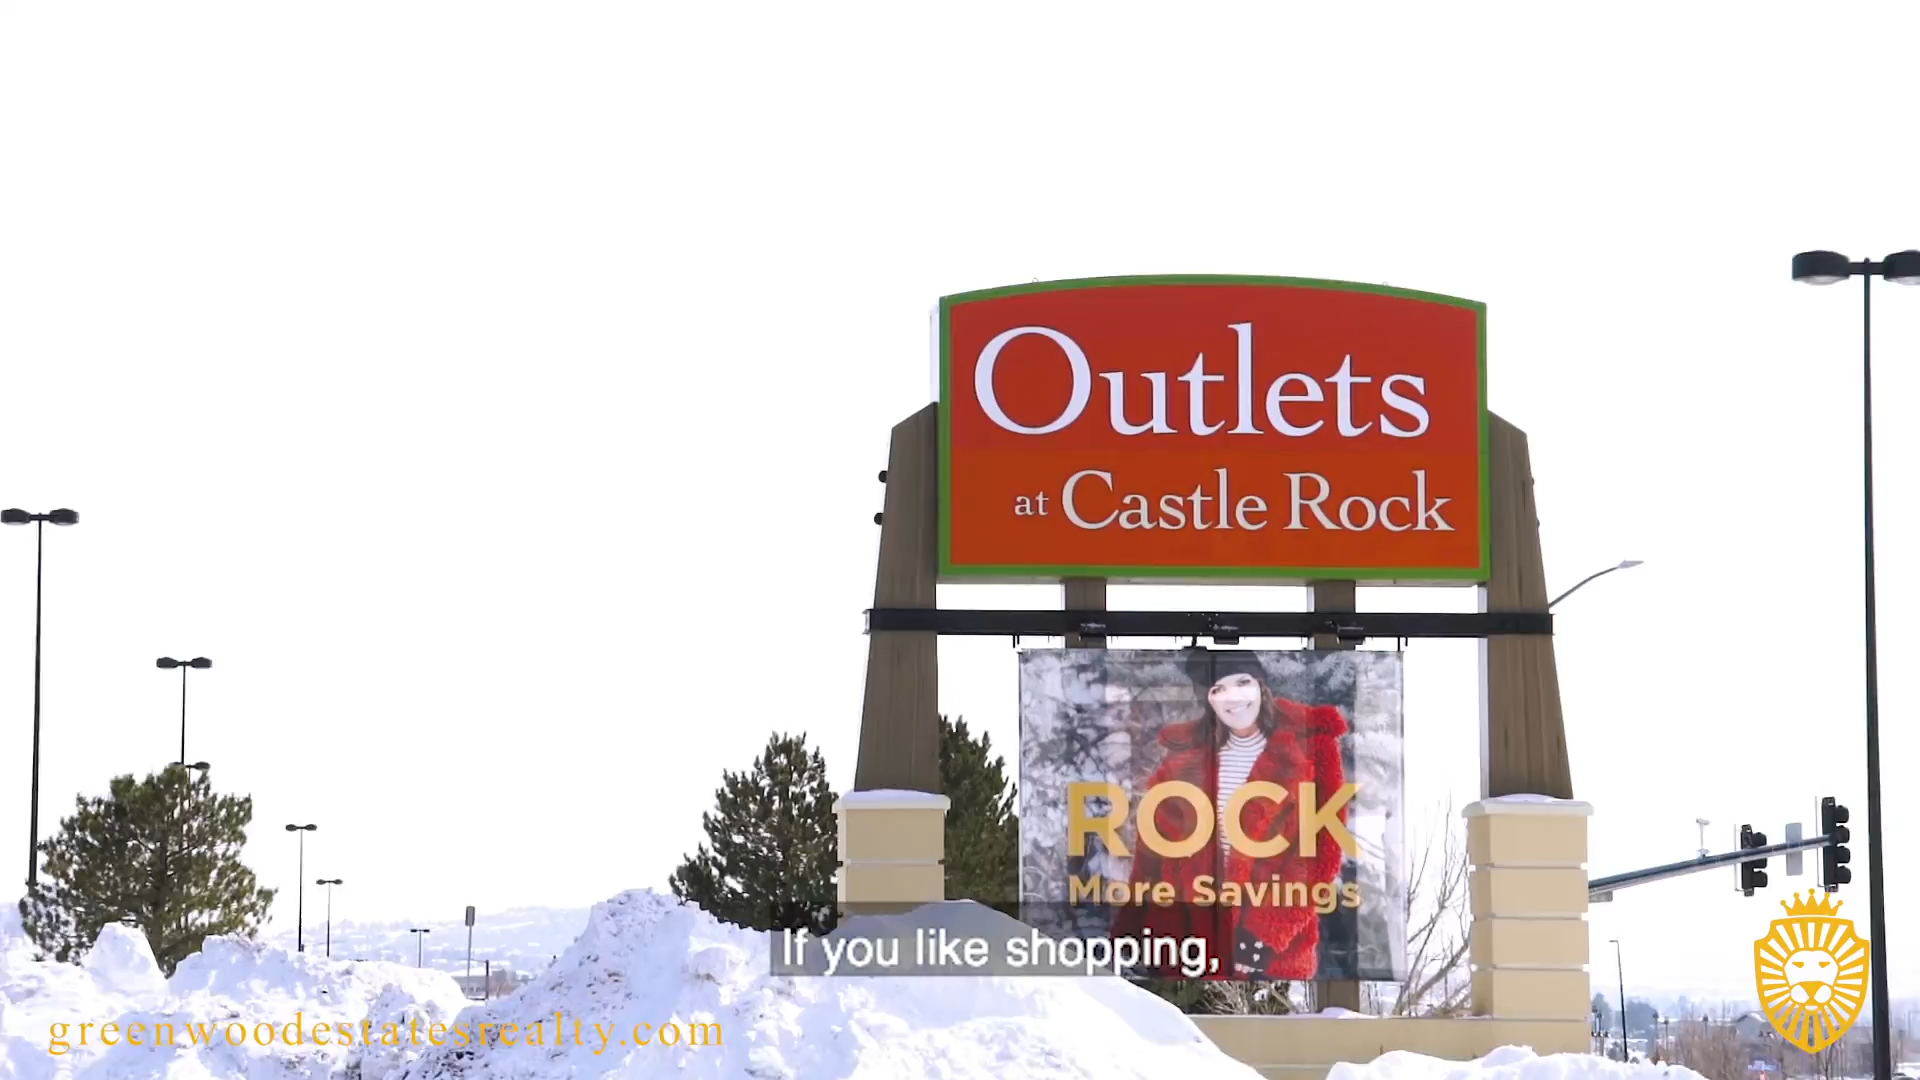 Outlets
at Castle Rock
ROCK
More Savings
If you like shopping,
greenwoodestatesrealty.com